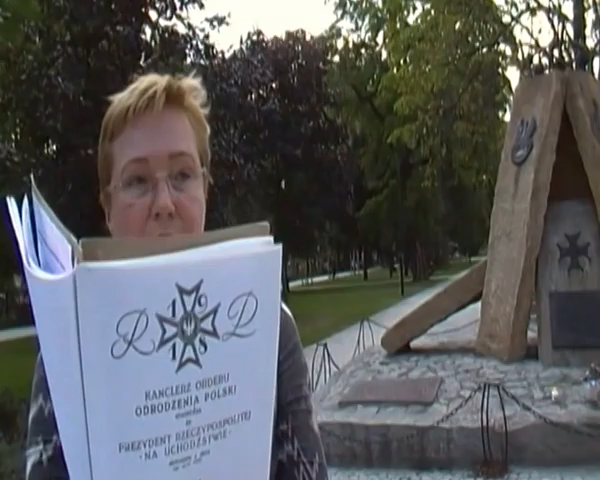 19
R P
18
KANCLERZ ORDERU
ODRODZENIA POLSKI
PREZYDENT RZECZYPOSPOLITEJ
·NA UCHODŹSTWIE·